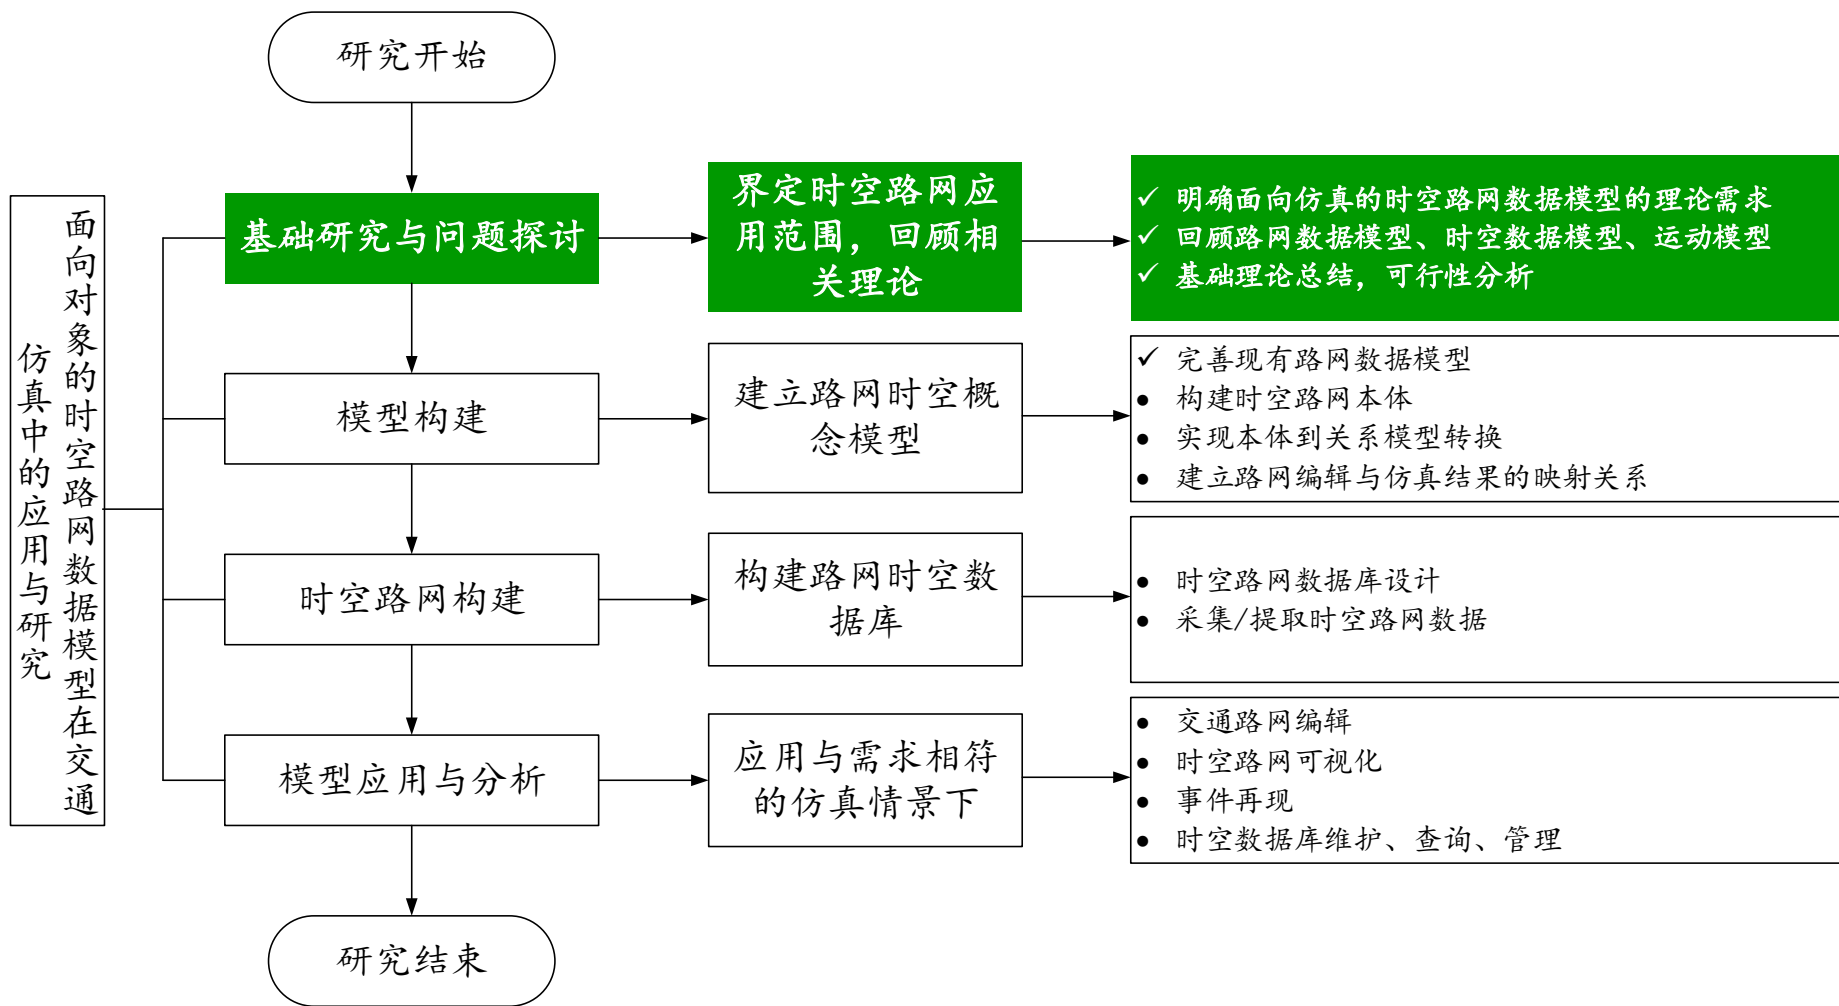 研究开始
面向对象的时空路网数据模型在交通
仿真中的应用与研究
基础研究与问题探讨
界定时空路网应
用范围，回顾相
关理论
✓ 明确面向仿真的时空路网数据模型的理论需求
✓ 回顾路网数据模型、时空数据模型、运动模型
✓ 基础理论总结，可行性分析
模型构建
建立路网时空概
念模型
✓ 完善现有路网数据模型
● 构建时空路网本体
● 实现本体到关系模型转换
● 建立路网编辑与仿真结果的映射关系
时空路网构建
构建路网时空数
据库
● 时空路网数据库设计
● 采集/提取时空路网数据
模型应用与分析
应用与需求相符
的仿真情景下
● 交通路网编辑
● 时空路网可视化
● 事件再现
● 时空数据库维护、查询、管理
研究结束